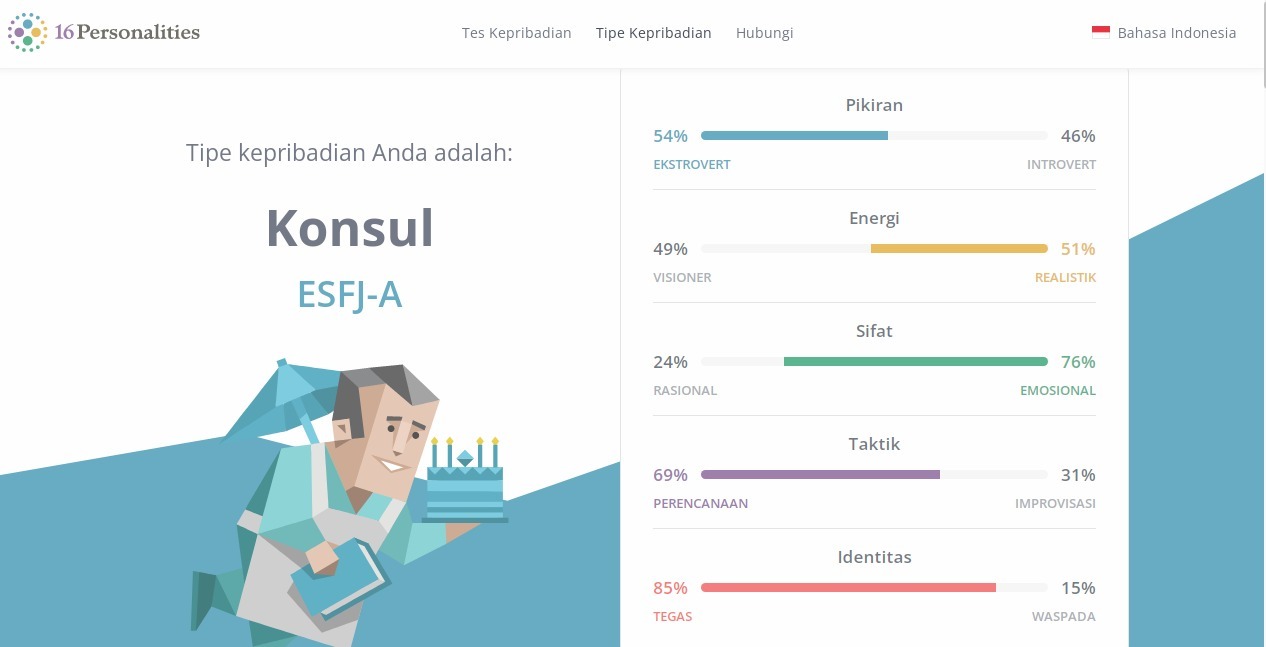 16Personalities
Tes Kepribadian Tipe Kepribadian Hubungi
Bahasa Indonesia
Tipe kepribadian Anda adalah:
Konsul
ESFJ-A
Pikiran
54% 46%
EKSTROVERT INTROVERT
Energi
49% 51%
VISIONER REALISTIK
Sifat
24% 76%
RASIONAL EMOSIONAL
Taktik
69% 31%
PERENCANAAN IMPROVISASI
Identitas
85% 15%
TEGAS WASPADA